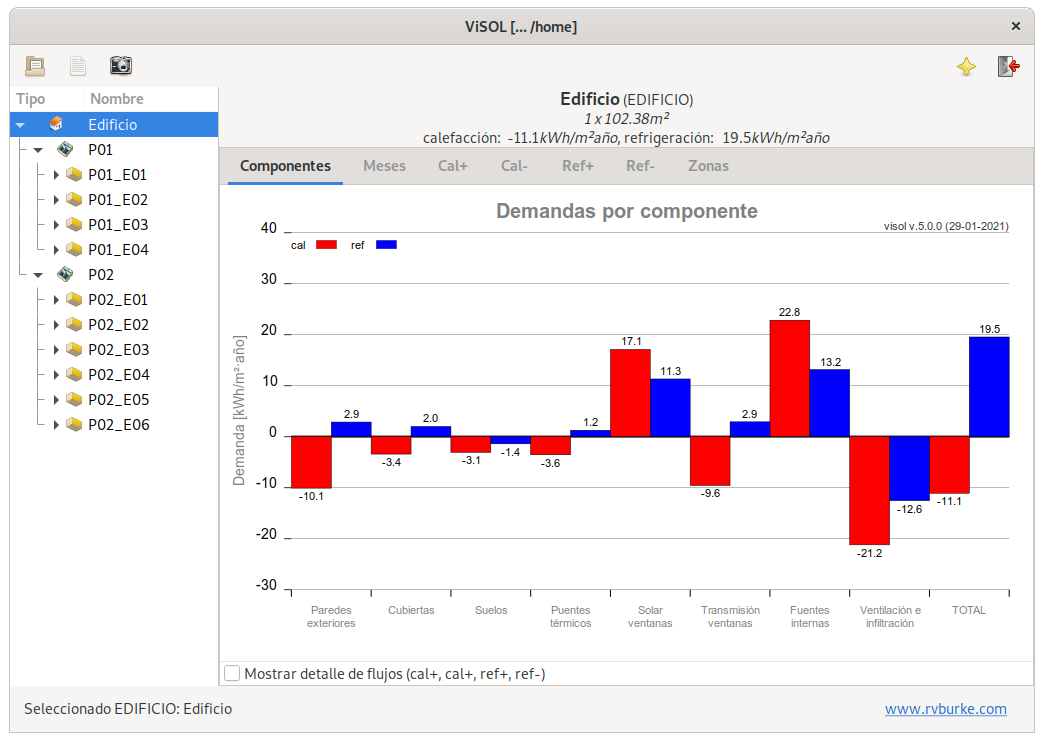 ViSOL [... /home]
×
Tipo Nombre
Edificio
P01
P01_E01
P01_E02
P01_E03
P01_E04
P02
P02_E01
P02_E02
P02_E03
P02_E04
P02_E05
P02_E06
Edificio (EDIFICIO)
1 x 102.38m²
calefacción: -11.1kWh/m²año, refrigeración: 19.5kWh/m²año
Componentes Meses Cal+ Cal- Ref+ Ref- Zonas
Demandas por componente
visol v.5.0.0 (29-01-2021)
cal ref
Demanda [kWh/m²·año]
40
30
20
10
0
-10
-20
-30
-10.1 2.9
-3.4 2.0
-3.1 -1.4
-3.6 1.2
17.1 11.3
-9.6 2.9
22.8 13.2
-21.2 -12.6
-11.1 19.5
Paredes
exteriores
Cubiertas
Suelos
Puentes
térmicos
Solar
ventanas
Transmisión
ventanas
Fuentes
internas
Ventilación e
infiltración
TOTAL
Mostrar detalle de flujos (cal+, cal+, ref+, ref-)
Seleccionado EDIFICIO: Edificio
www.rvburke.com